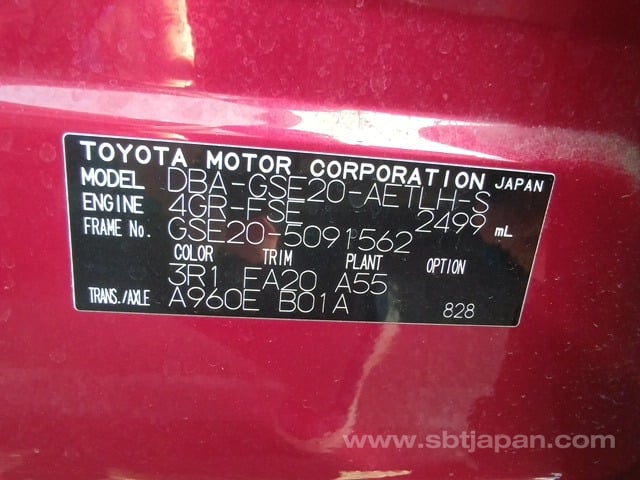 TOYOTA MOTOR CORPORATION JAPAN
MODEL DBA-GSE20-AETLH-S
ENGINE 4GR-FSE 2499 mL
FRAME No. GSE20-5091562
COLOR TRIM PLANT OPTION
3R1 FA20 A55
TRANS./AXLE A960E B01A 828
www.sbtjapan.com